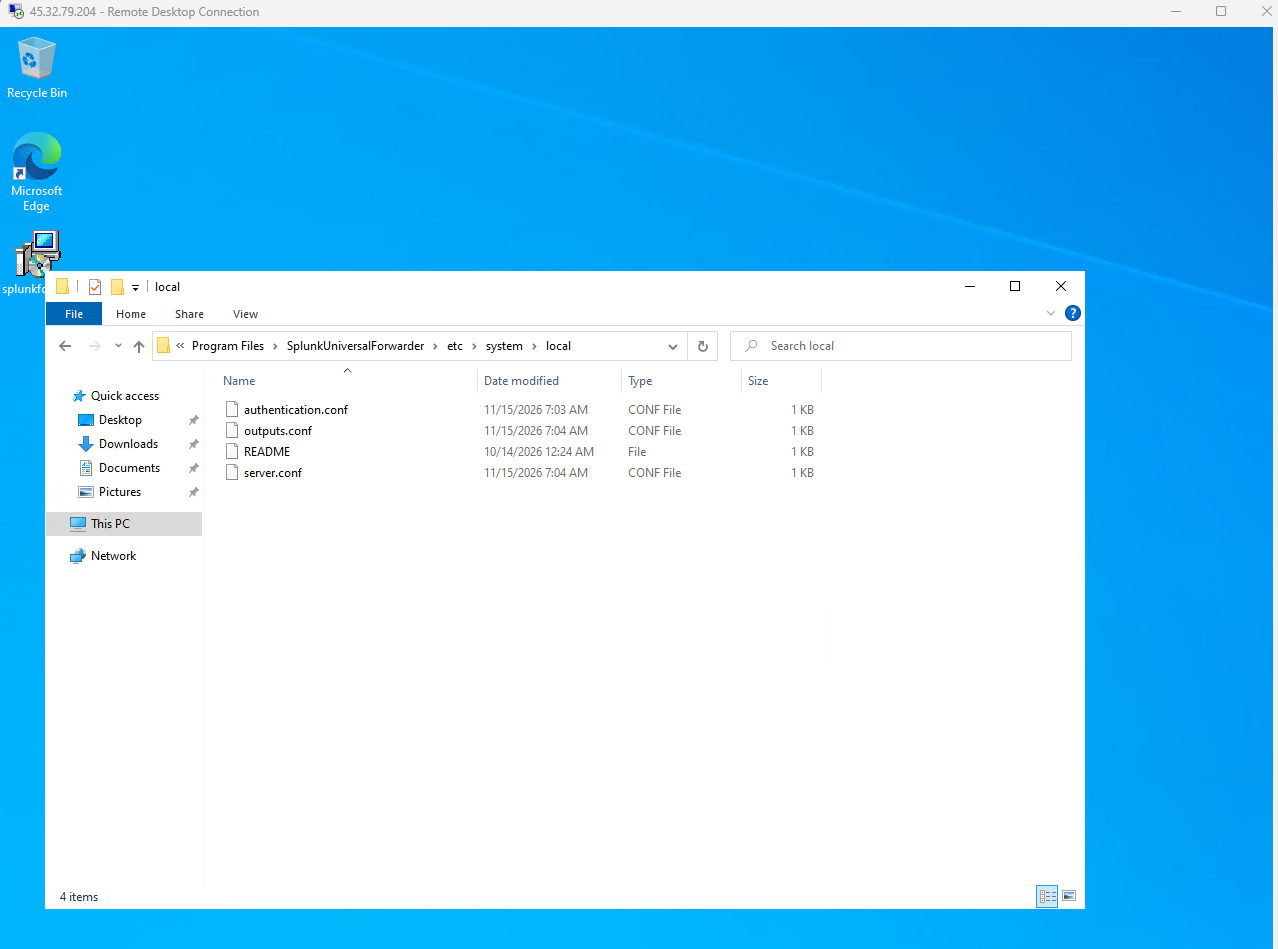 45.32.79.204 - Remote Desktop Connection
Recycle Bin
Microsoft
Edge
splunkfo
local
File Home Share View
Program Files SplunkUniversalForwarder etc system local
Search local
Name Date modified Type Size
Quick access
Desktop
Downloads
Documents
Pictures
This PC
Network
authentication.conf 11/15/2026 7:03 AM CONF File 1 KB
outputs.conf 11/15/2026 7:04 AM CONF File 1 KB
README 10/14/2026 12:24 AM File 1 KB
server.conf 11/15/2026 7:04 AM CONF File 1 KB
4 items